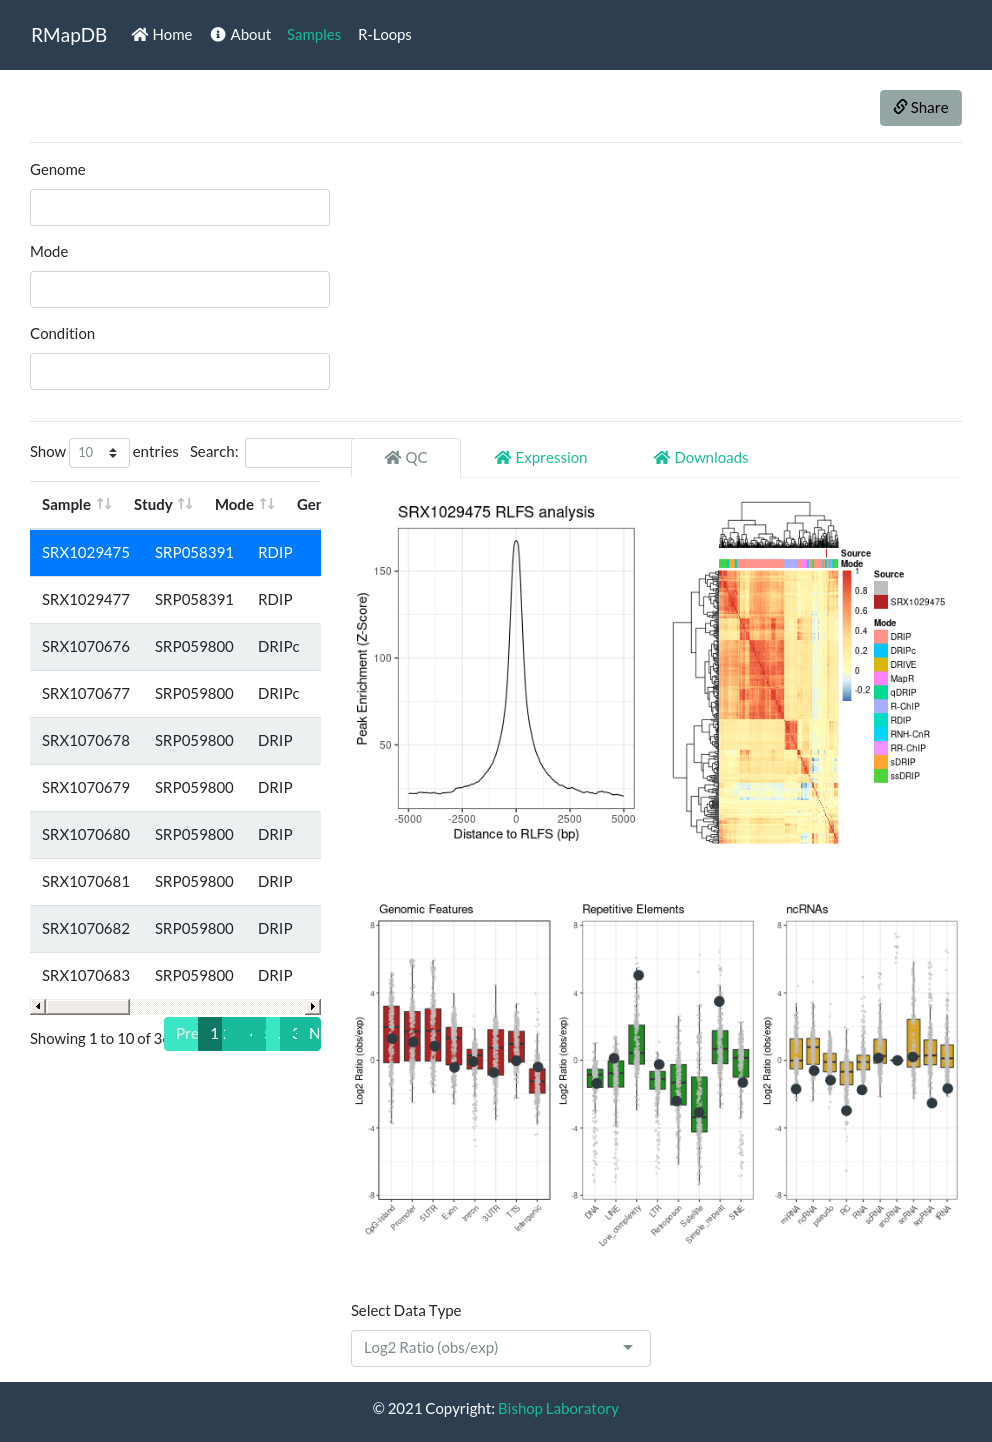 RMapDB Home About Samples R-Loops
Share
Genome
Mode
Condition
Show 10 entries Search:
QC Expression Downloads
Sample Study Mode
SRX1029475 SRP058391 RDIP
SRX1029477 SRP058391 RDIP
SRX1070676 SRP059800 DRIPc
SRX1070677 SRP059800 DRIPc
SRX1070678 SRP059800 DRIP
SRX1070679 SRP059800 DRIP
SRX1070680 SRP059800 DRIP
SRX1070681 SRP059800 DRIP
SRX1070682 SRP059800 DRIP
SRX1070683 SRP059800 DRIP
Showing 1 to 10 of
Pre 1 3 N
SRX1029475 RLFS analysis
Peak Enrichment (Z-Score)
150
100
50
-5000 -2500 0 2500 5000
Distance to RLFS (bp)
Source
Mode
1
0.8
0.6
0.4
0.2
0
-0.2
Source
SRX1029475
Mode
DRIP
DRIPc
DRIVE
MapR
qDRIP
R-ChIP
RDIP
RNH-CnR
RR-ChIP
sDRIP
ssDRIP
Genomic Features
Log2 Ratio (obs/exp)
8
4
0
-4
-8
CpG-Island Promoter 5UTR Exon Intron 3UTR TTS Intergenic
Repetitive Elements
Log2 Ratio (obs/exp)
8
4
0
-4
-8
DNA LINE Low_complexity LTR Retroposon Satellite Simple_repeat SINE
ncRNAs
Log2 Ratio (obs/exp)
8
4
0
-4
-8
miRNA ncRNA pseudo RC RNA scRNA snoRNA snRNA srpRNA tRNA
Select Data Type
Log2 Ratio (obs/exp)
© 2021 Copyright: Bishop Laboratory